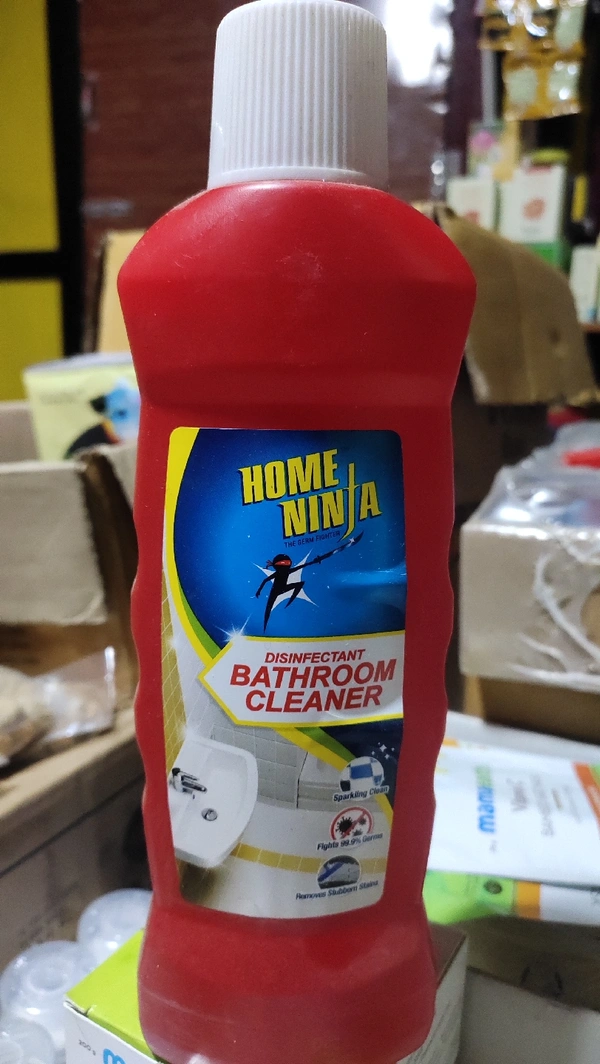 HOME
NINJA
THE GERM FIGHTER
DISINFECTANT
BATHROOM
CLEANER
Sparkling Clean
Fights 99.9% Germs
Removes Stubborn Stains